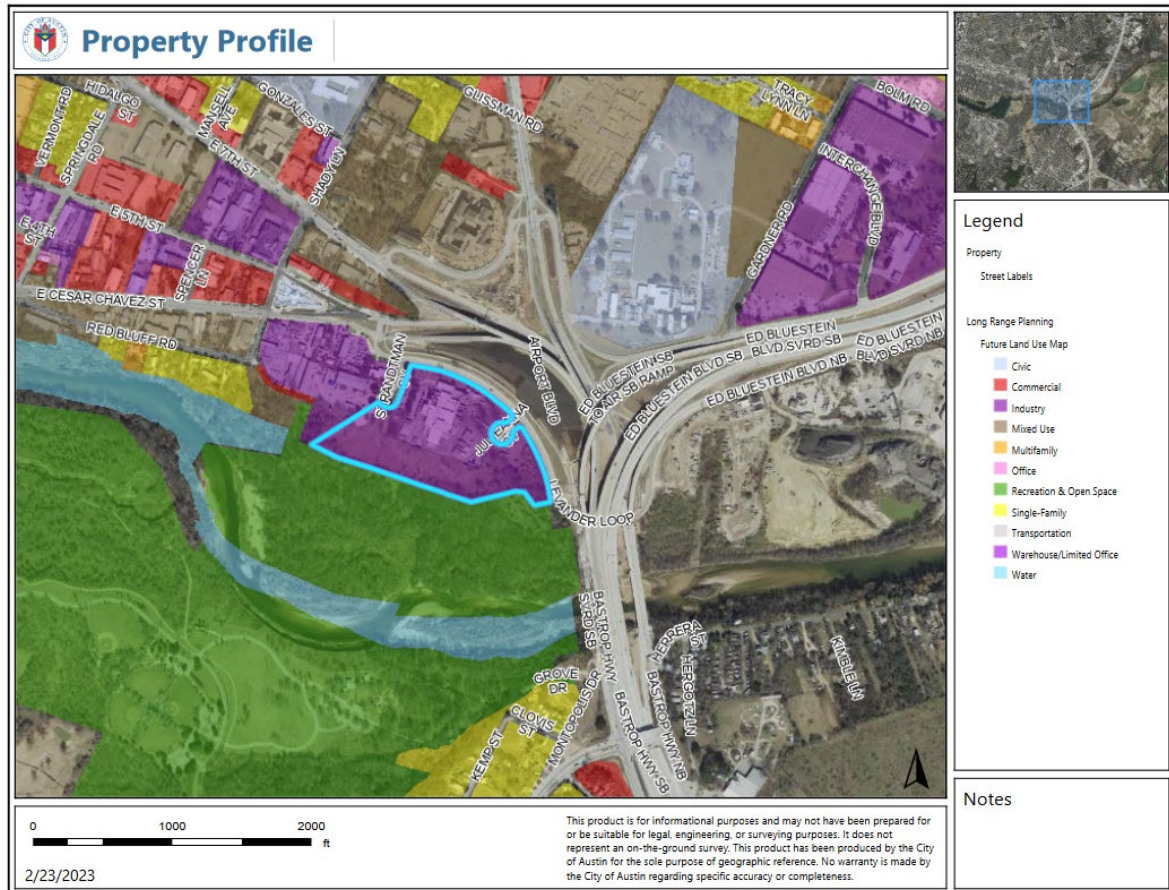 CITY OF AUSTIN
Property Profile
HIDALGO ST
MANSELL AVE
GONZALES ST
GLISSMAN RD
TRACY LYNN LN
BOLM RD
VERMONT RD
SPRINGDALE RD
E 7TH ST
SHADY LN
INTERCHANGE BLVD
E 5TH ST
E 4TH ST
SPENCER LN
GARDNER RD
E CESAR CHAVEZ ST
RED BLUFF RD
S
AIRPORT BLVD
ED BLUESTEIN SB
TO AIR SB RAMP
ED BLUESTEIN BLVD SB
ED BLUESTEIN
BLVD SVRD SB
ED BLUESTEIN BLVD NB
ED BLUESTEIN
BLVD SVRD NB
LEVANDER LOOP
BASTROP HWY
SVRD SB
HERRERA ST
HERGOTZ LN
KIMBLE LN
GROVE DR
CLOVIS ST
KEMP ST
MONTOPOLIS DR
BASTROP HWY SB
BASTROP HWY NB
Legend
Property
Street Labels
Long Range Planning
Future Land Use Map
Civic
Commercial
Industry
Mixed Use
Multifamily
Office
Recreation & Open Space
Single-Family
Transportation
Warehouse/Limited Office
Water
Notes
0 1000 2000
ft
2/23/2023
This product is for informational purposes and may not have been prepared for
or be suitable for legal, engineering, or surveying purposes. It does not
represent an on-the-ground survey. This product has been produced by the City
of Austin for the sole purpose of geographic reference. No warranty is made by
the City of Austin regarding specific accuracy or completeness.